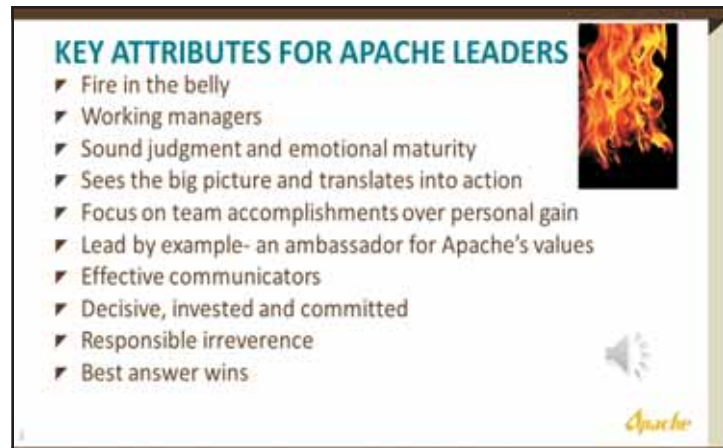 KEY ATTRIBUTES FOR APACHE LEADERS
Fire in the belly
Working managers
Sound judgment and emotional maturity
Sees the big picture and translates into action
Focus on team accomplishments over personal gain
Lead by example- an ambassador for Apache's values
Effective communicators
Decisive, invested and committed
Responsible irreverence
Best answer wins
Apache